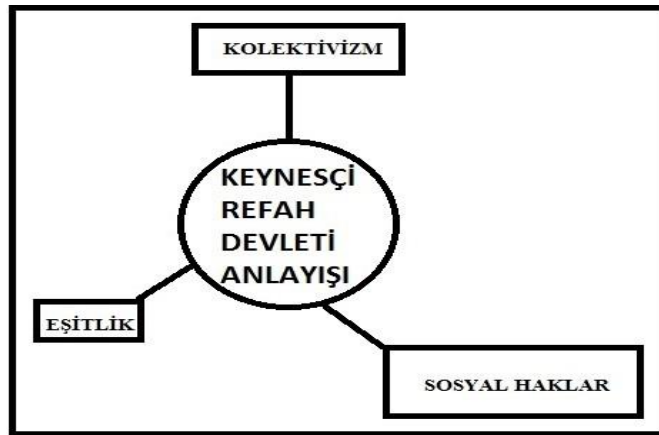 KOLEKTİVİZM
KEYNESÇİ
REFAH
DEVLETİ
ANLAYIŞI
EŞİTLİK
SOSYAL HAKLAR